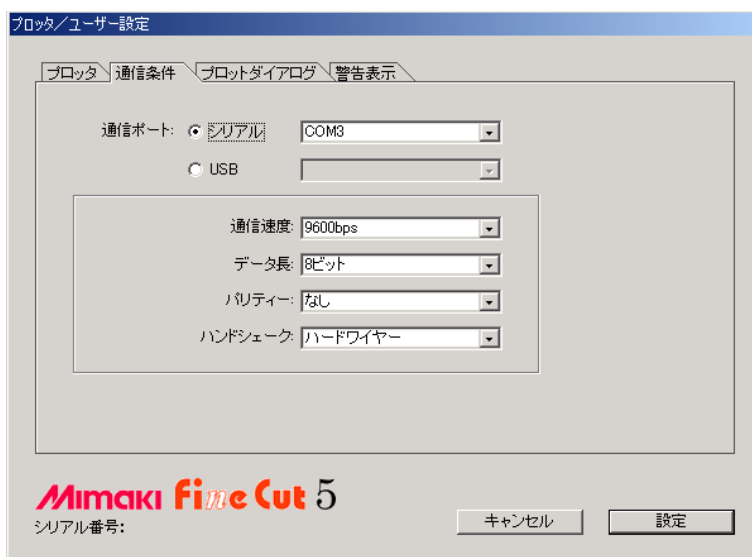 プロッタ／ユーザー設定
プロッタ 通信条件 プロットダイアログ 警告表示
通信ポート: シリアル COM3
USB
通信速度: 9600bps
データ長: 8ビット
パリティー: なし
ハンドシェーク: ハードワイヤー
MIMAKI Fine Cut 5
シリアル番号:
キャンセル 設定